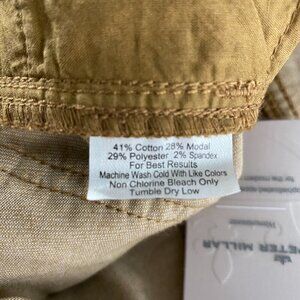 41% Cotton 28% Modal
29% Polyester 2% Spandex
For Best Results
Machine Wash Cold With Like Colors
Non Chlorine Bleach Only
Tumble Dry Low
PETER MILLAR